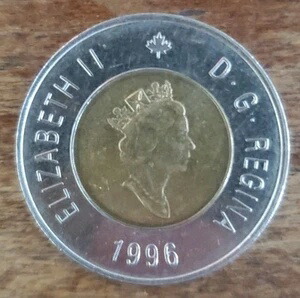 ELIZABETH II
D·G·REGINA
1996